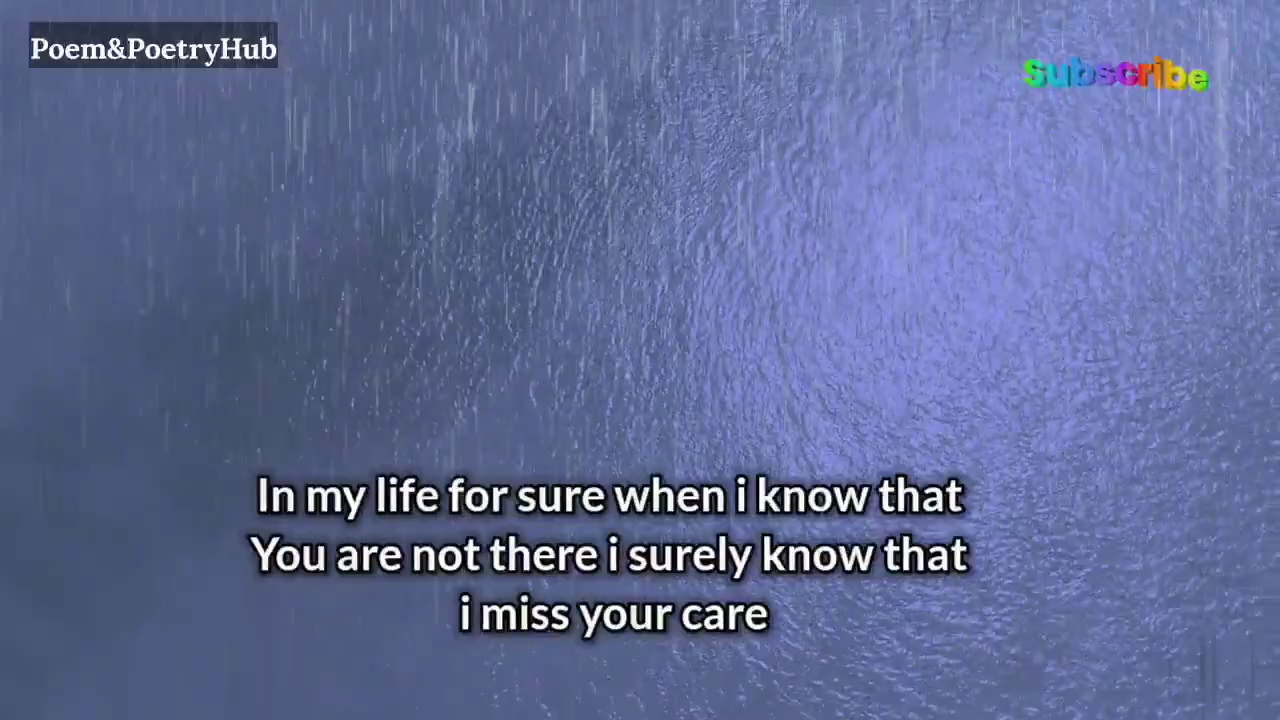 Poem&PoetryHub
Subscribe
In my life for sure when i know that
You are not there i surely know that
i miss your care